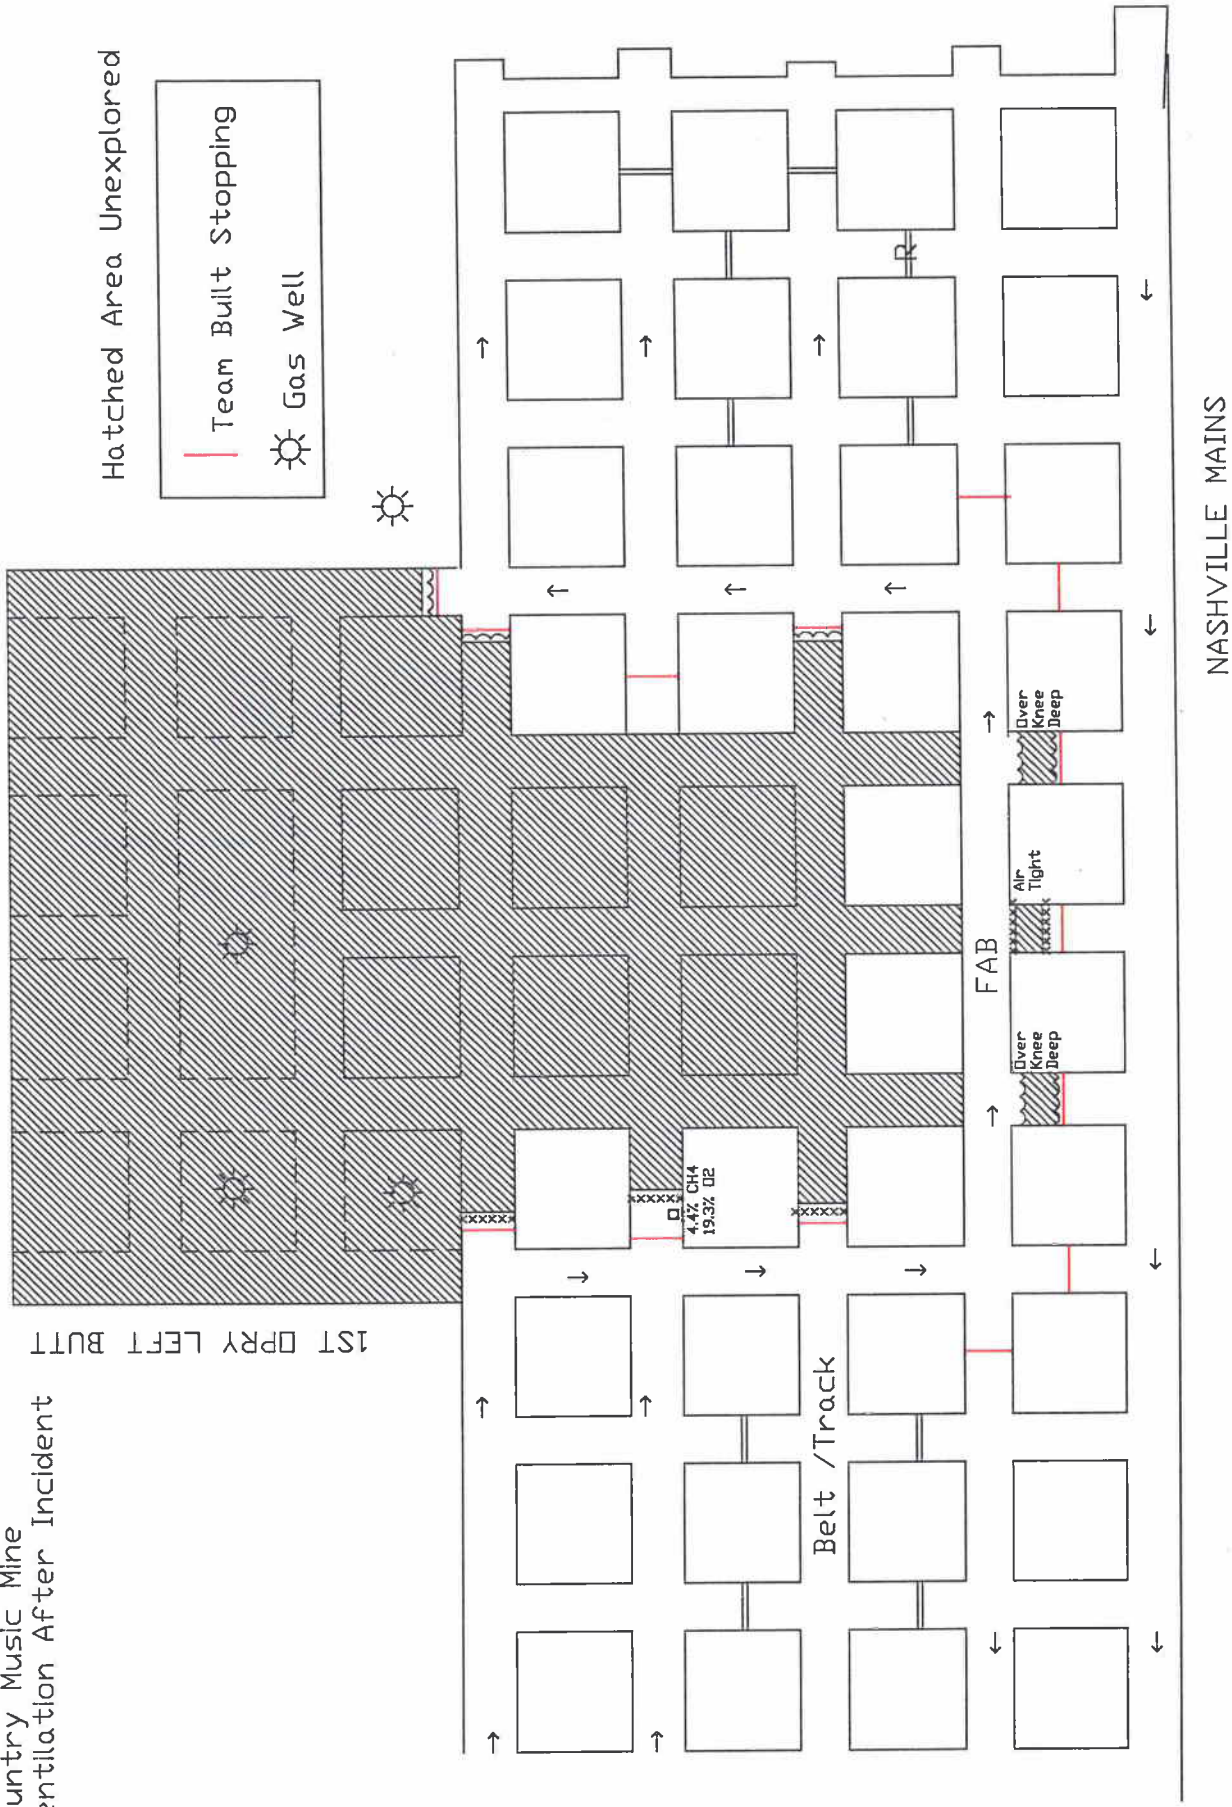 untry Music Mine
entilation After Incident
1ST OPRY LEFT BUTT
Hatched Area Unexplored
Team Built Stopping
Gas Well
4.4% CH4
19.3% O2
Belt /Track
R
FAB
Over
Knee
Deep
Air
Tight
Over
Knee
Deep
NASHVILLE MAINS